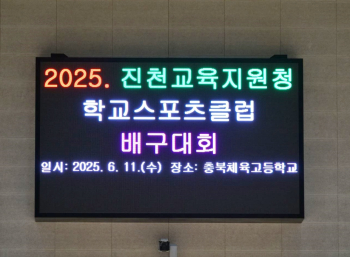 2025. 진천교육지원청
학교스포츠클럽
배구대회
일시: 2025. 6. 11.(수) 장소: 충북체육고등학교